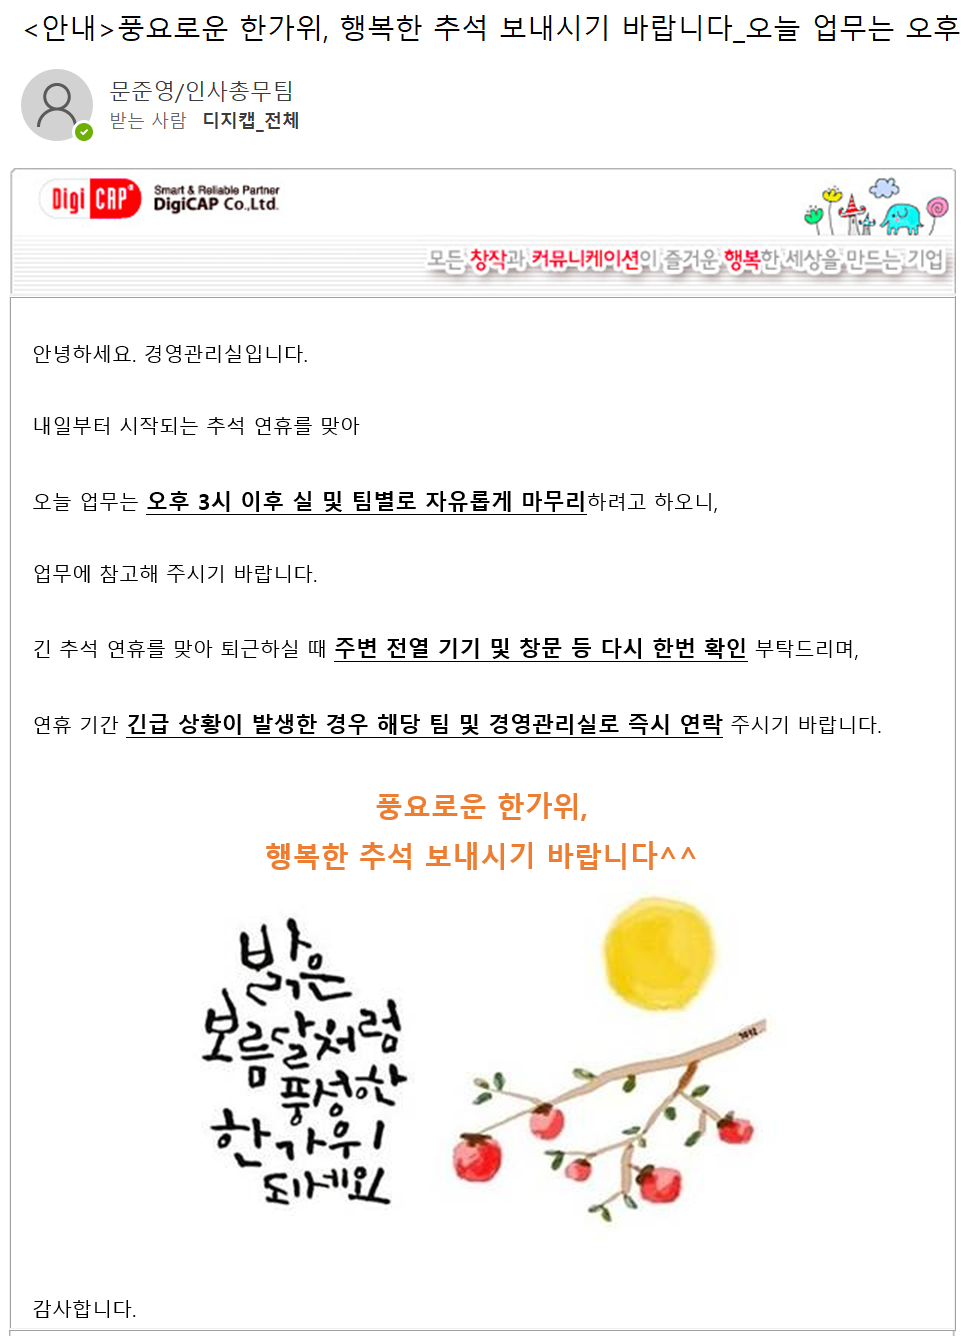 <안내>풍요로운 한가위, 행복한 추석 보내시기 바랍니다_오늘 업무는 오후
문준영/인사총무팀
받는 사람 디지캡_전체
Digi CAP® Smart & Reliable Partner
DigiCAP Co.,Ltd.
모든 창작과 커뮤니케이션이 즐거운 행복한 세상을 만드는 기업
안녕하세요. 경영관리실입니다.
내일부터 시작되는 추석 연휴를 맞아
오늘 업무는 오후 3시 이후 실 및 팀별로 자유롭게 마무리하려고 하오니,
업무에 참고해 주시기 바랍니다.
긴 추석 연휴를 맞아 퇴근하실 때 주변 전열 기기 및 창문 등 다시 한번 확인 부탁드리며,
연휴 기간 긴급 상황이 발생한 경우 해당 팀 및 경영관리실로 즉시 연락 주시기 바랍니다.
풍요로운 한가위,
행복한 추석 보내시기 바랍니다^^
밝은
보름달처럼
풍성한
한가위
되세요
감사합니다.